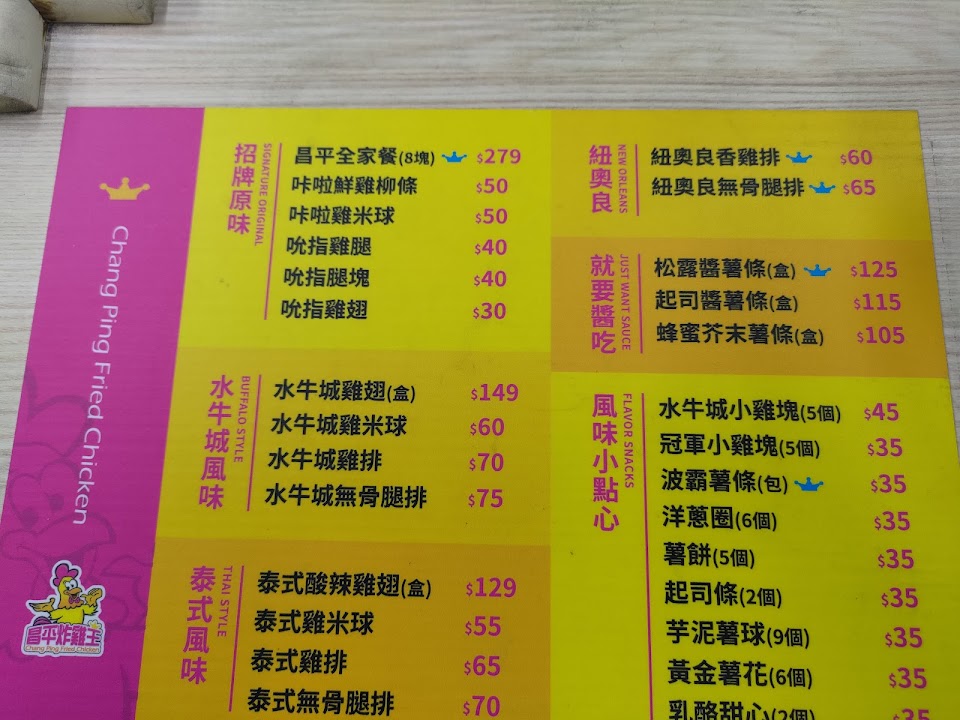 Chang Ping Fried Chicken
昌平炸雞王
Chang Ping Fried Chicken
招牌原味
SIGNATURE ORIGINAL
昌平全家餐(8塊) $279
咔啦鮮雞柳條 $50
咔啦雞米球 $50
吮指雞腿 $40
吮指腿塊 $40
吮指雞翅 $30
水牛城風味
BUFFALO STYLE
水牛城雞翅(盒) $149
水牛城雞米球 $60
水牛城雞排 $70
水牛城無骨腿排 $75
泰式風味
THAI STYLE
泰式酸辣雞翅(盒) $129
泰式雞米球 $55
泰式雞排 $65
泰式無骨腿排 $70
紐奧良
NEW ORLEANS
紐奧良香雞排 $60
紐奧良無骨腿排 $65
就要醬吃
JUST WANT SAUCE
松露醬薯條(盒) $125
起司醬薯條(盒) $115
蜂蜜芥末薯條(盒) $105
風味小點心
FLAVOR SNACKS
水牛城小雞塊(5個) $45
冠軍小雞塊(5個) $35
波霸薯條(包) $35
洋蔥圈(6個) $35
薯餅(5個) $35
起司條(2個) $35
芋泥薯球(9個) $35
黃金薯花(6個) $35
乳酪甜心(2個) $35